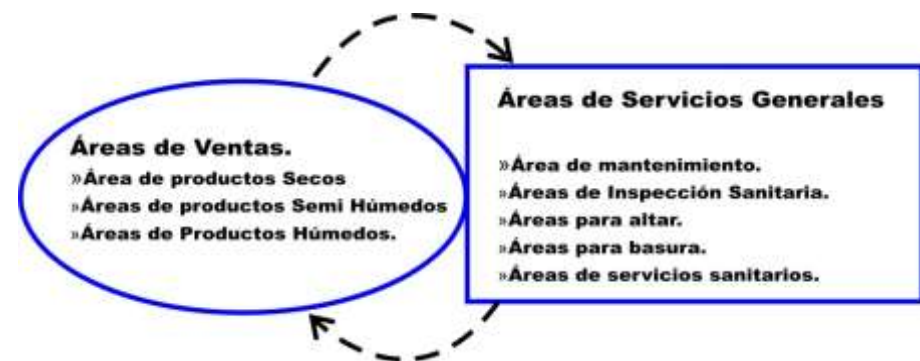 Áreas de Ventas.
»Área de productos Secos
»Áreas de productos Semi Húmedos
»Áreas de Productos Húmedos.
Áreas de Servicios Generales
»Área de mantenimiento.
»Áreas de Inspección Sanitaria.
»Áreas para altar.
»Áreas para basura.
»Áreas de servicios sanitarios.